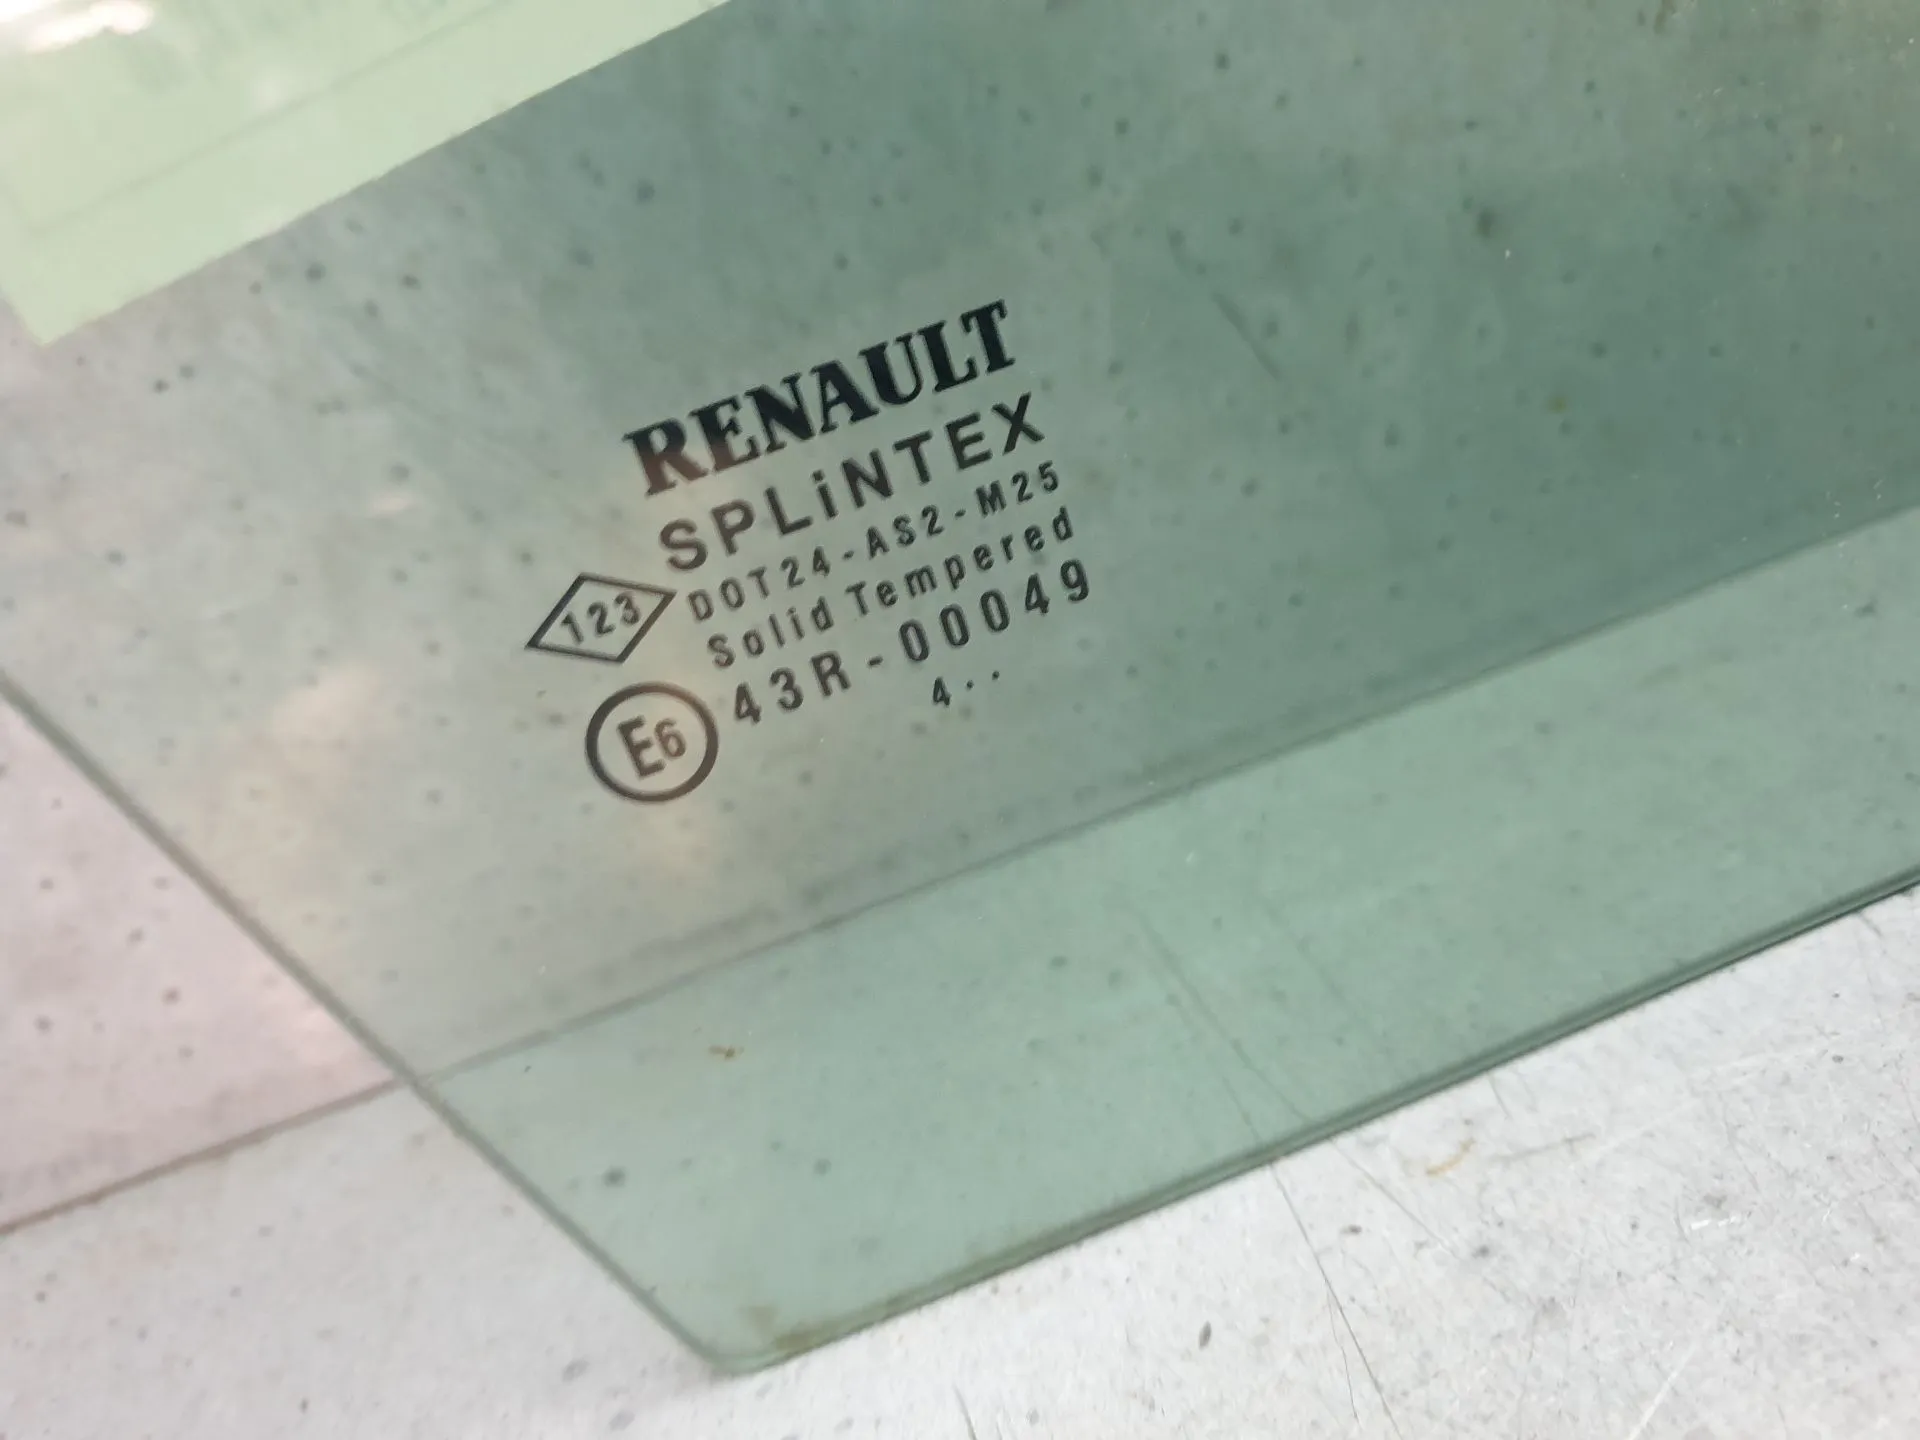 RENAULT
SPLiNTEX
DOT24-AS2-M25
123
Solid Tempered
E6 43R-00049
4..